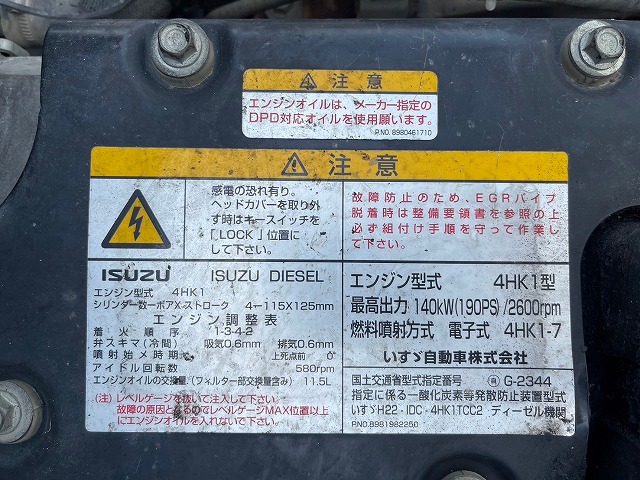 注意
エンジンオイルは、メーカー指定の
DPD対応オイルを使用願います。
P.NO. 8980461710
注意
感電の恐れ有り。
ヘッドカバーを取り外
す時はキースイッチを
「LOCK」位置に
して下さい。
故障防止のため、EGRパイプ
脱着時は整備要領書を参照の上
必ず組付け手順を守って作業し
て下さい。
ISUZU ISUZU DIESEL
エンジン型式 4HK1
シリンダー数ーボアXストローク 4-115X125mm
エンジン調整表
着火順序 1-3-4-2
弁スキマ(冷間) 吸気0.6mm 排気0.6mm
噴射始メ時期 上死点前 0°
アイドル回転数 580rpm
エンジンオイルの交換量(フィルター部交換量含み) 11.5L
(注)レベルゲージを抜いて注入して下さい。
故障の原因となるのでレベルゲージMAX位置以上
にエンジンオイルを入れないで下さい。
エンジン型式 4HK1型
最高出力 140kW(190PS)/2600rpm
燃料噴射方式 電子式 4HK1-7
いすゞ自動車株式会社
国土交通省型式指定番号 G-2344
指定に係る一酸化炭素等発散防止装置型式
いすゞH22・IDC・4HK1TCC2 ディーゼル機関
P.NO.8981982250